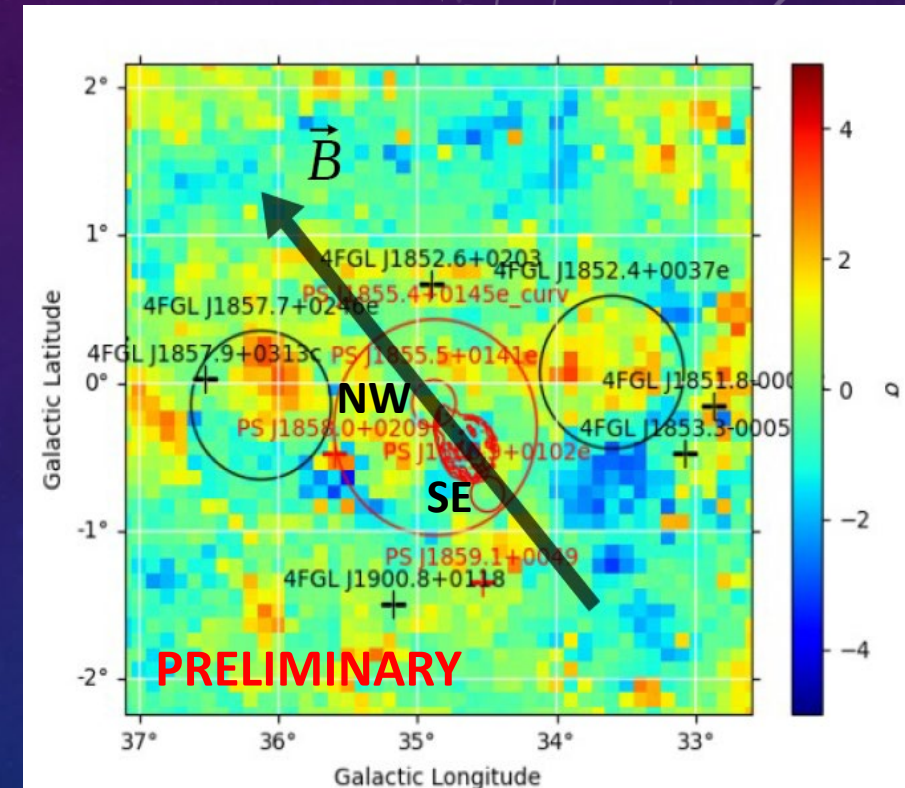 2°
B
1°
4FGL J1852.6+0203
4FGL J1852.4+0037e
PS J1855.4+0145e_curv
4FGL J1857.7+0246e
4FGL J1857.9+0313c
PS J1855.5+0141e
0°
NW
4FGL J1851.8-000
PS J1858.0+0209
4FGL J1853.3-0005
SE
-1°
PS J1859.1+0049
4FGL J1900.8+0118
PRELIMINARY
-2°
37°
36°
35°
34°
33°
Galactic Longitude
Galactic Latitude
4
2
0
−2
−4
σ